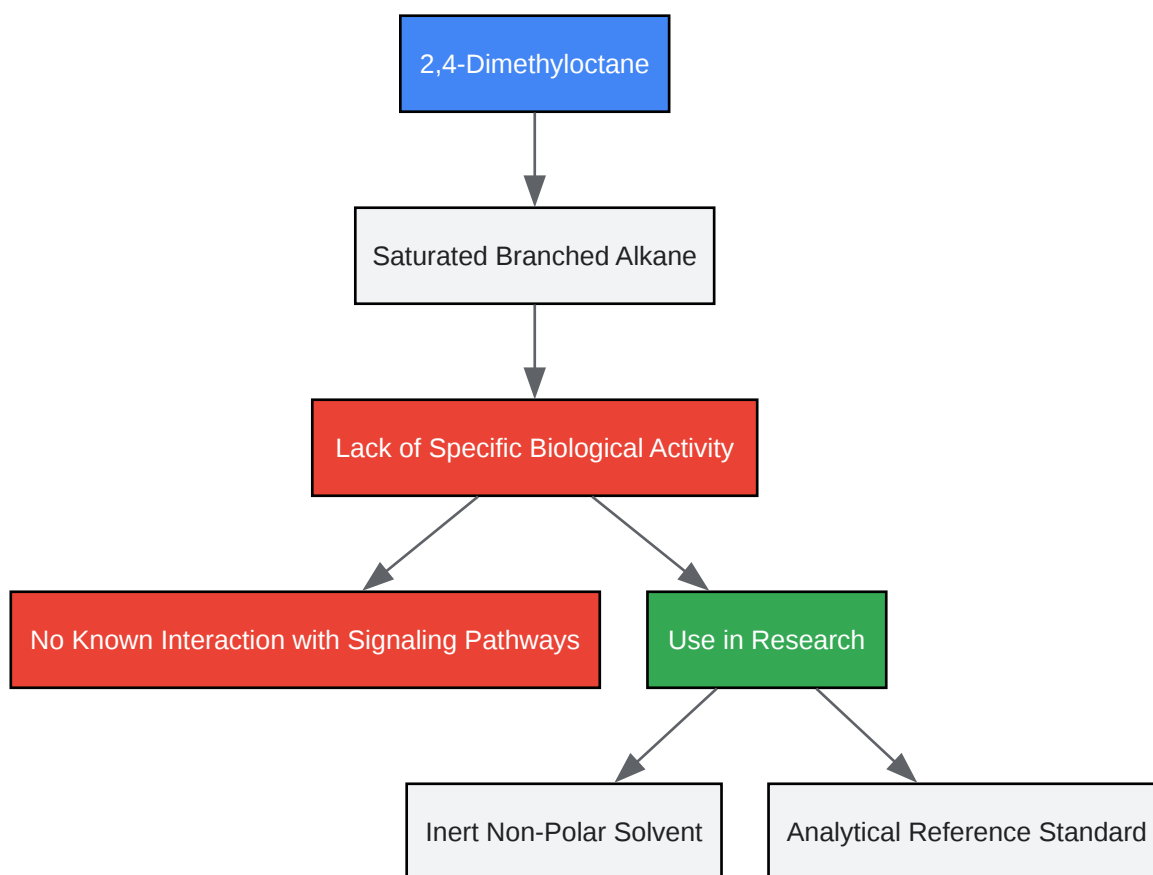 2,4-Dimethyloctane
Saturated Branched Alkane
Lack of Specific Biological Activity
No Known Interaction with Signaling Pathways
Use in Research
Inert Non-Polar Solvent
Analytical Reference Standard